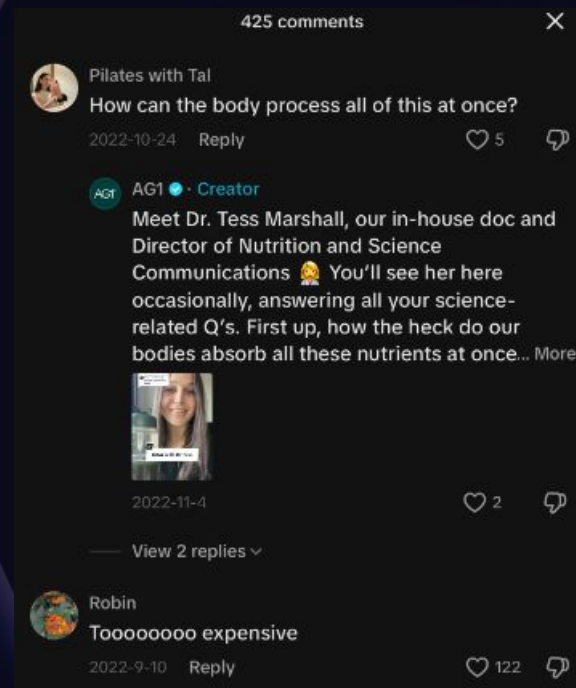 425 comments
Pilates with Tal
How can the body process all of this at once?
2022-10-24 Reply 5
AG1
AG1 · Creator
Meet Dr. Tess Marshall, our in-house doc and
Director of Nutrition and Science
Communications 👩‍⚕️ You'll see her here
occasionally, answering all your science-
related Q's. First up, how the heck do our
bodies absorb all these nutrients at once... More
2022-11-4 2
View 2 replies
Robin
Toooooooo expensive
2022-9-10 Reply 122